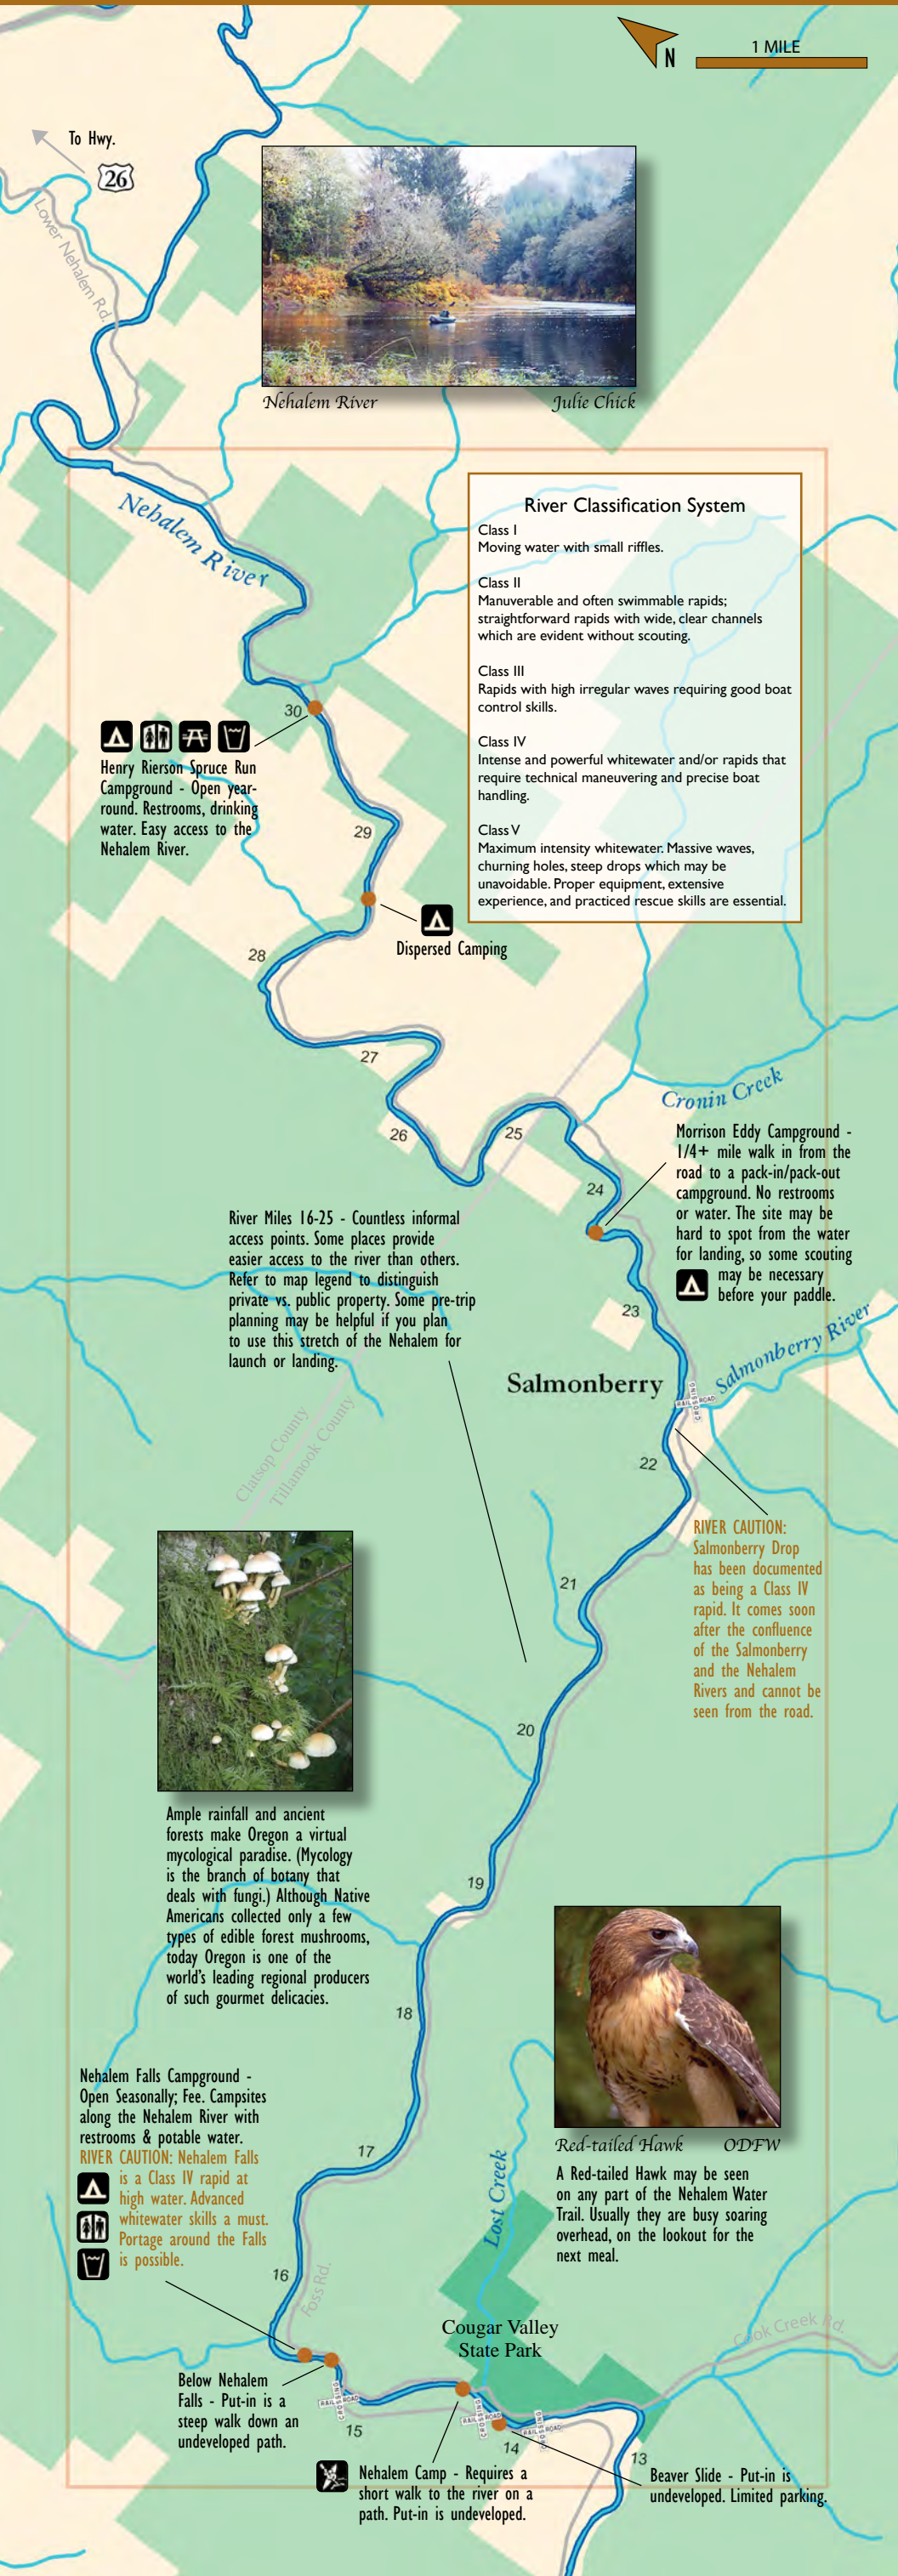 1 MILE
N
To Hwy.
26
Lower Nehalem Rd.
Nehalem River
Julie Chick
Nehalem River
River Classification System
Class I
Moving water with small riffles.
Class II
Manuverable and often swimmable rapids;
straightforward rapids with wide, clear channels
which are evident without scouting.
Class III
Rapids with high irregular waves requiring good boat
control skills.
Class IV
Intense and powerful whitewater and/or rapids that
require technical maneuvering and precise boat
handling.
Class V
Maximum intensity whitewater. Massive waves,
churning holes, steep drops which may be
unavoidable. Proper equipment, extensive
experience, and practiced rescue skills are essential.
30
Henry Rierson Spruce Run
Campground - Open year-
round. Restrooms, drinking
water. Easy access to the
Nehalem River.
29
Dispersed Camping
28
27
26
25
Cronin Creek
Morrison Eddy Campground -
1/4+ mile walk in from the
road to a pack-in/pack-out
campground. No restrooms
or water. The site may be
hard to spot from the water
for landing, so some scouting
may be necessary
before your paddle.
24
River Miles 16-25 - Countless informal
access points. Some places provide
easier access to the river than others.
Refer to map legend to distinguish
private vs. public property. Some pre-trip
planning may be helpful if you plan
to use this stretch of the Nehalem for
launch or landing.
23
Salmonberry River
Salmonberry
RAILROAD
CROSSING
Clatsop County
Tillamook County
22
RIVER CAUTION:
Salmonberry Drop
has been documented
as being a Class IV
rapid. It comes soon
after the confluence
of the Salmonberry
and the Nehalem
Rivers and cannot be
seen from the road.
21
20
Ample rainfall and ancient
forests make Oregon a virtual
mycological paradise. (Mycology
is the branch of botany that
deals with fungi.) Although Native
Americans collected only a few
types of edible forest mushrooms,
today Oregon is one of the
world's leading regional producers
of such gourmet delicacies.
19
18
Nehalem Falls Campground -
Open Seasonally; Fee. Campsites
along the Nehalem River with
restrooms & potable water.
RIVER CAUTION: Nehalem Falls
is a Class IV rapid at
high water. Advanced
whitewater skills a must.
Portage around the Falls
is possible.
17
Red-tailed Hawk
ODFW
A Red-tailed Hawk may be seen
on any part of the Nehalem Water
Trail. Usually they are busy soaring
overhead, on the lookout for the
next meal.
Lost Creek
16
Foss Rd.
Cougar Valley
State Park
Cook Creek Rd.
Below Nehalem
Falls - Put-in is a
steep walk down an
undeveloped path.
RAILROAD
CROSSING
15
RAILROAD
CROSSING
RAILROAD
CROSSING
14
13
Nehalem Camp - Requires a
short walk to the river on a
path. Put-in is undeveloped.
Beaver Slide - Put-in is
undeveloped. Limited parking.